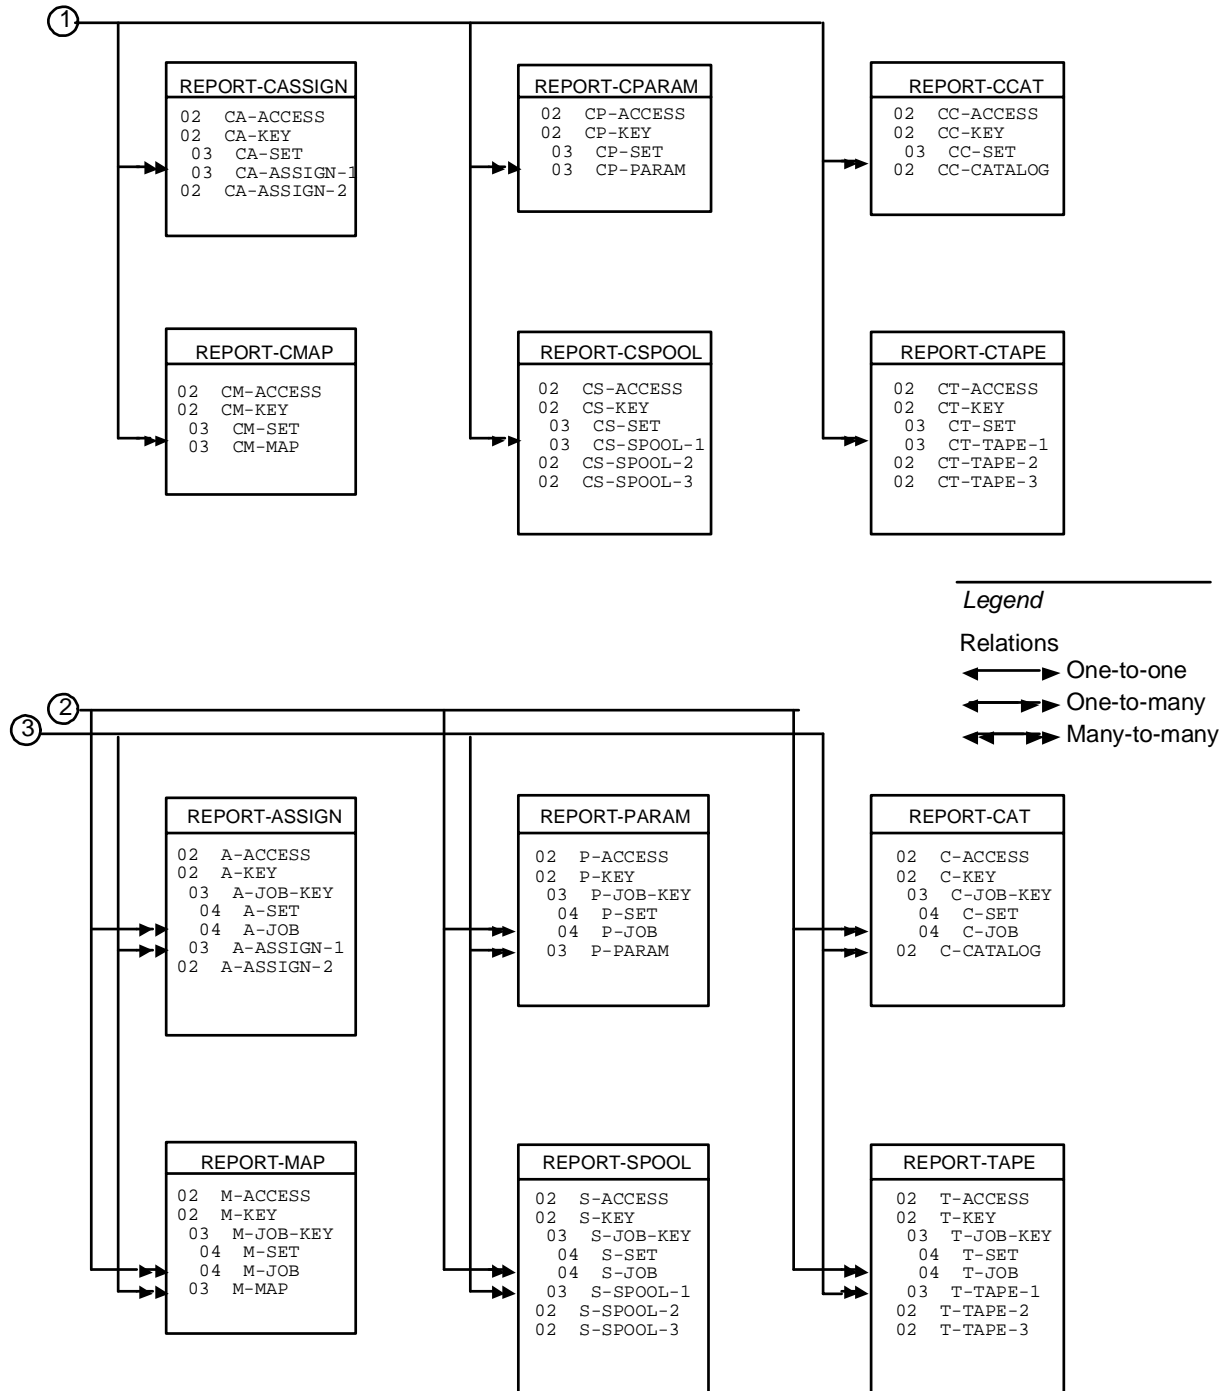 1
REPORT-CASSIGN
02 CA-ACCESS
02 CA-KEY
03 CA-SET
03 CA-ASSIGN-1
02 CA-ASSIGN-2
REPORT-CPARAM
02 CP-ACCESS
02 CP-KEY
03 CP-SET
03 CP-PARAM
REPORT-CCAT
02 CC-ACCESS
02 CC-KEY
03 CC-SET
02 CC-CATALOG
REPORT-CMAP
02 CM-ACCESS
02 CM-KEY
03 CM-SET
03 CM-MAP
REPORT-CSPOOL
02 CS-ACCESS
02 CS-KEY
03 CS-SET
03 CS-SPOOL-1
02 CS-SPOOL-2
02 CS-SPOOL-3
REPORT-CTAPE
02 CT-ACCESS
02 CT-KEY
03 CT-SET
03 CT-TAPE-1
02 CT-TAPE-2
02 CT-TAPE-3
Legend
Relations
One-to-one
One-to-many
Many-to-many
2
3
REPORT-ASSIGN
02 A-ACCESS
02 A-KEY
03 A-JOB-KEY
04 A-SET
04 A-JOB
03 A-ASSIGN-1
02 A-ASSIGN-2
REPORT-PARAM
02 P-ACCESS
02 P-KEY
03 P-JOB-KEY
04 P-SET
04 P-JOB
03 P-PARAM
REPORT-CAT
02 C-ACCESS
02 C-KEY
03 C-JOB-KEY
04 C-SET
04 C-JOB
02 C-CATALOG
REPORT-MAP
02 M-ACCESS
02 M-KEY
03 M-JOB-KEY
04 M-SET
04 M-JOB
03 M-MAP
REPORT-SPOOL
02 S-ACCESS
02 S-KEY
03 S-JOB-KEY
04 S-SET
04 S-JOB
03 S-SPOOL-1
02 S-SPOOL-2
02 S-SPOOL-3
REPORT-TAPE
02 T-ACCESS
02 T-KEY
03 T-JOB-KEY
04 T-SET
04 T-JOB
03 T-TAPE-1
02 T-TAPE-2
02 T-TAPE-3